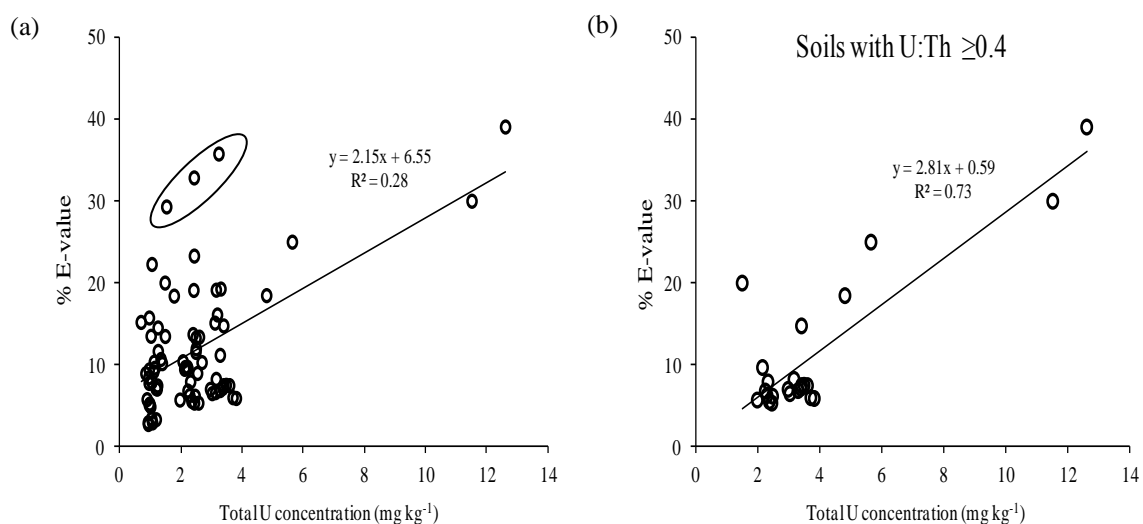 (a)
50
40
30
20
10
0
% E-value
y = 2.15x + 6.55
R² = 0.28
0 2 4 6 8 10 12 14
Total U concentration (mg kg⁻¹)
(b)
Soils with U:Th ≥0.4
50
40
30
20
10
0
% E-value
y = 2.81x + 0.59
R² = 0.73
0 2 4 6 8 10 12 14
Total U concentration (mg kg⁻¹)